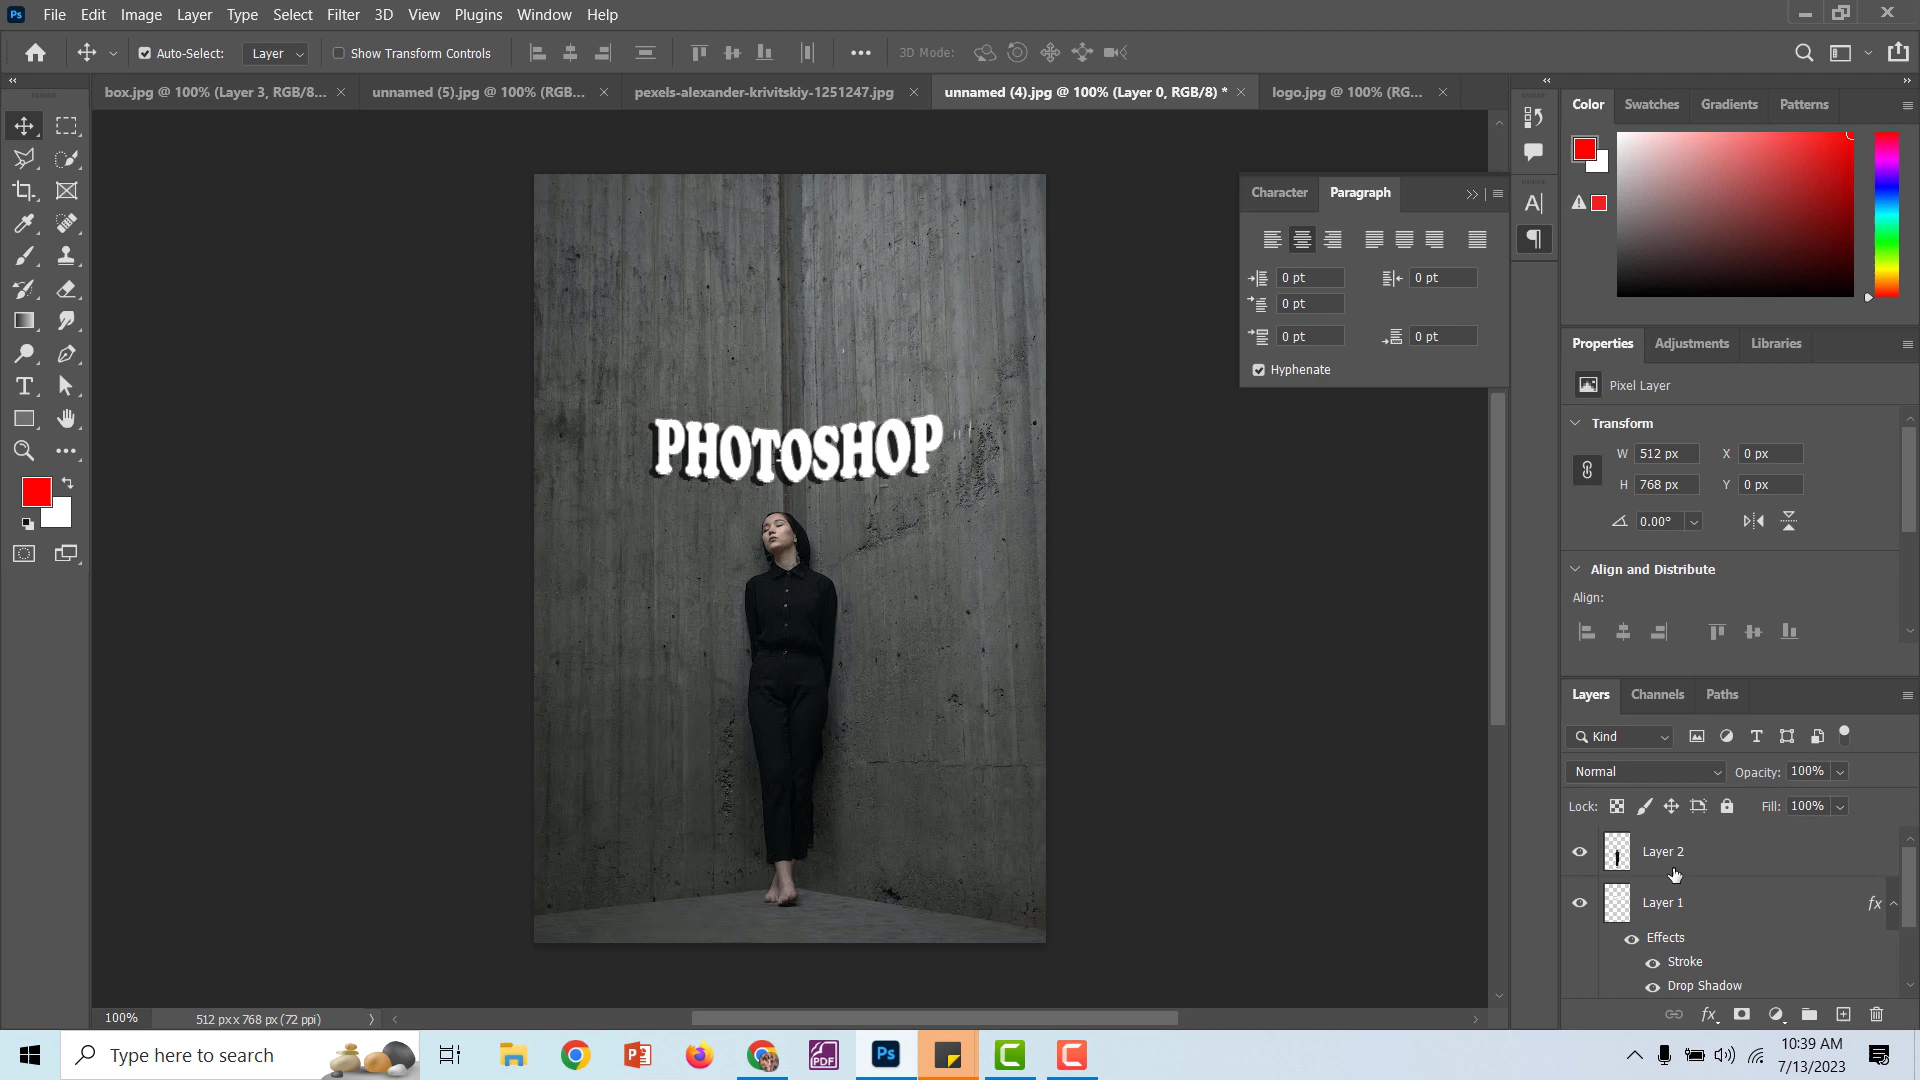 Ps File Edit Image Layer Type Select Filter 3D View Plugins Window Help
Auto-Select: Layer Show Transform Controls 3D Mode:
box.jpg @ 100% (Layer 3, RGB/8... unnamed (5).jpg @ 100% (RGB... pexels-alexander-krivitskiy-1251247.jpg unnamed (4).jpg @ 100% (Layer 0, RGB/8) * logo.jpg @ 100% (RG...
Color Swatches Gradients Patterns
Character Paragraph
0 pt 0 pt
0 pt
0 pt 0 pt
Hyphenate
Properties Adjustments Libraries
Pixel Layer
Transform
W 512 px X 0 px
H 768 px Y 0 px
0.00°
Align and Distribute
Align:
PHOTOSHOP
Layers Channels Paths
Kind
Normal Opacity: 100%
Lock: Fill: 100%
Layer 2
Layer 1 fx
Effects
Stroke
Drop Shadow
fx
100% 512 px x 768 px (72 ppi)
Type here to search
PDF
Ps
10:39 AM
7/13/2023